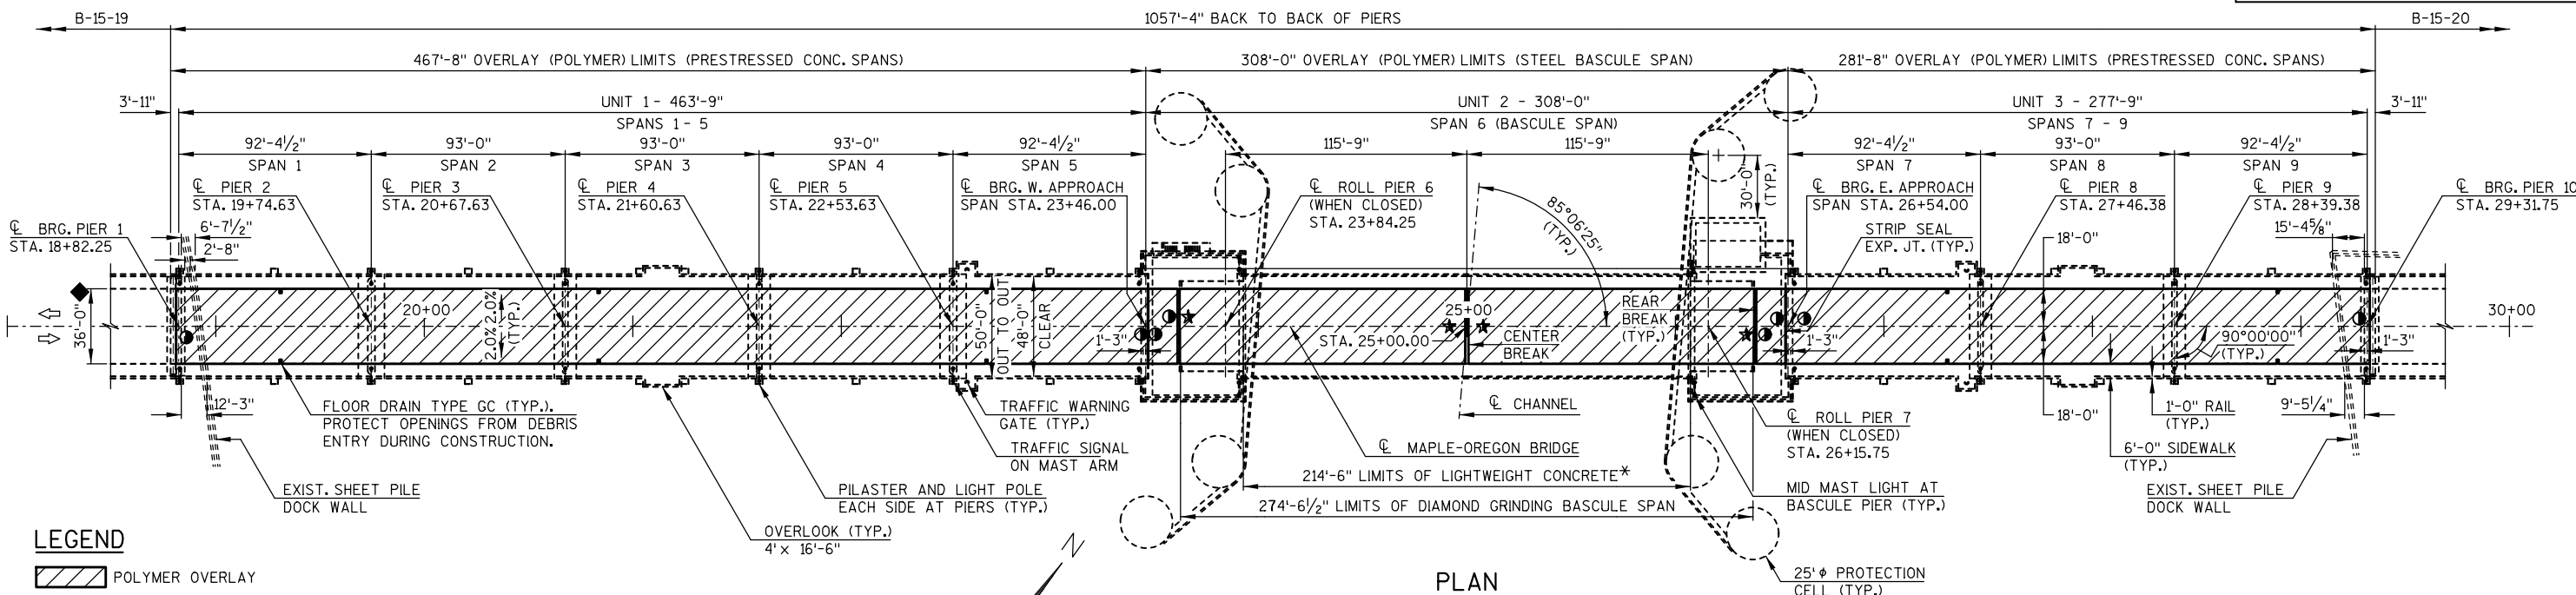 B-15-19
1057'-4" BACK TO BACK OF PIERS
B-15-20
467'-8" OVERLAY (POLYMER) LIMITS (PRESTRESSED CONC. SPANS)
308'-0" OVERLAY (POLYMER) LIMITS (STEEL BASCULE SPAN)
281'-8" OVERLAY (POLYMER) LIMITS (PRESTRESSED CONC. SPANS)
3'-11"
UNIT 1 - 463'-9"
SPANS 1 - 5
UNIT 2 - 308'-0"
SPAN 6 (BASCULE SPAN)
UNIT 3 - 277'-9"
SPANS 7 - 9
3'-11"
92'-4½"
SPAN 1
93'-0"
SPAN 2
93'-0"
SPAN 3
93'-0"
SPAN 4
92'-4½"
SPAN 5
115'-9"
115'-9"
92'-4½"
SPAN 7
93'-0"
SPAN 8
92'-4½"
SPAN 9
℄ BRG. PIER 1
STA. 18+82.25
℄ PIER 2
STA. 19+74.63
℄ PIER 3
STA. 20+67.63
℄ PIER 4
STA. 21+60.63
℄ PIER 5
STA. 22+53.63
℄ BRG. W. APPROACH
SPAN STA. 23+46.00
℄ ROLL PIER 6
(WHEN CLOSED)
STA. 23+84.25
85°06'25"
(TYP.)
30'-0"
(TYP.)
℄ BRG. E. APPROACH
SPAN STA. 26+54.00
℄ PIER 8
STA. 27+46.38
℄ PIER 9
STA. 28+39.38
℄ BRG. PIER 10
STA. 29+31.75
6'-7½"
2'-8"
STRIP SEAL
EXP. JT. (TYP.)
18'-0"
15'-4⅝"
36'-0"
20+00
2.0% 2.0%
(TYP.)
50'-0"
OUT TO OUT
48'-0"
CLEAR
1'-3"
25+00
STA. 25+00.00
CENTER
BREAK
REAR
BREAK
(TYP.)
1'-3"
90°00'00"
(TYP.)
1'-3"
30+00
12'-3"
FLOOR DRAIN TYPE GC (TYP.).
PROTECT OPENINGS FROM DEBRIS
ENTRY DURING CONSTRUCTION.
TRAFFIC WARNING
GATE (TYP.)
TRAFFIC SIGNAL
ON MAST ARM
℄ CHANNEL
℄ MAPLE-OREGON BRIDGE
℄ ROLL PIER 7
(WHEN CLOSED)
STA. 26+15.75
18'-0"
1'-0" RAIL
(TYP.)
6'-0" SIDEWALK
(TYP.)
9'-5¼"
214'-6" LIMITS OF LIGHTWEIGHT CONCRETE*
274'-6½" LIMITS OF DIAMOND GRINDING BASCULE SPAN
EXIST. SHEET PILE
DOCK WALL
PILASTER AND LIGHT POLE
EACH SIDE AT PIERS (TYP.)
MID MAST LIGHT AT
BASCULE PIER (TYP.)
EXIST. SHEET PILE
DOCK WALL
OVERLOOK (TYP.)
4' x 16'-6"
N
LEGEND
POLYMER OVERLAY
PLAN
25' φ PROTECTION
CELL (TYP.)